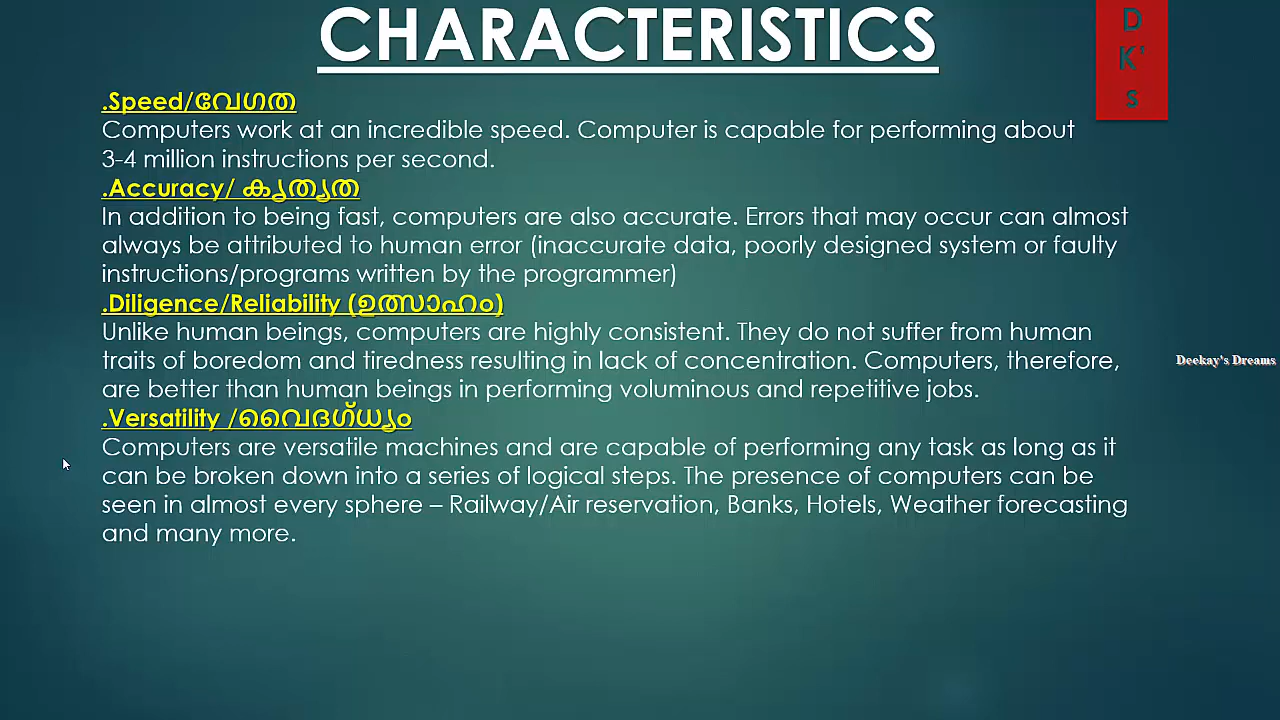 CHARACTERISTICS
D
K'
s
.Speed/വേഗത
Computers work at an incredible speed. Computer is capable for performing about
3-4 million instructions per second.
.Accuracy/ കൃത്യത
In addition to being fast, computers are also accurate. Errors that may occur can almost
always be attributed to human error (inaccurate data, poorly designed system or faulty
instructions/programs written by the programmer)
.Diligence/Reliability (ഉത്സാഹം)
Unlike human beings, computers are highly consistent. They do not suffer from human
traits of boredom and tiredness resulting in lack of concentration. Computers, therefore,
are better than human beings in performing voluminous and repetitive jobs.
.Versatility /വൈദഗ്ധ്യം
Computers are versatile machines and are capable of performing any task as long as it
can be broken down into a series of logical steps. The presence of computers can be
seen in almost every sphere – Railway/Air reservation, Banks, Hotels, Weather forecasting
and many more.
Deekay's Dreams